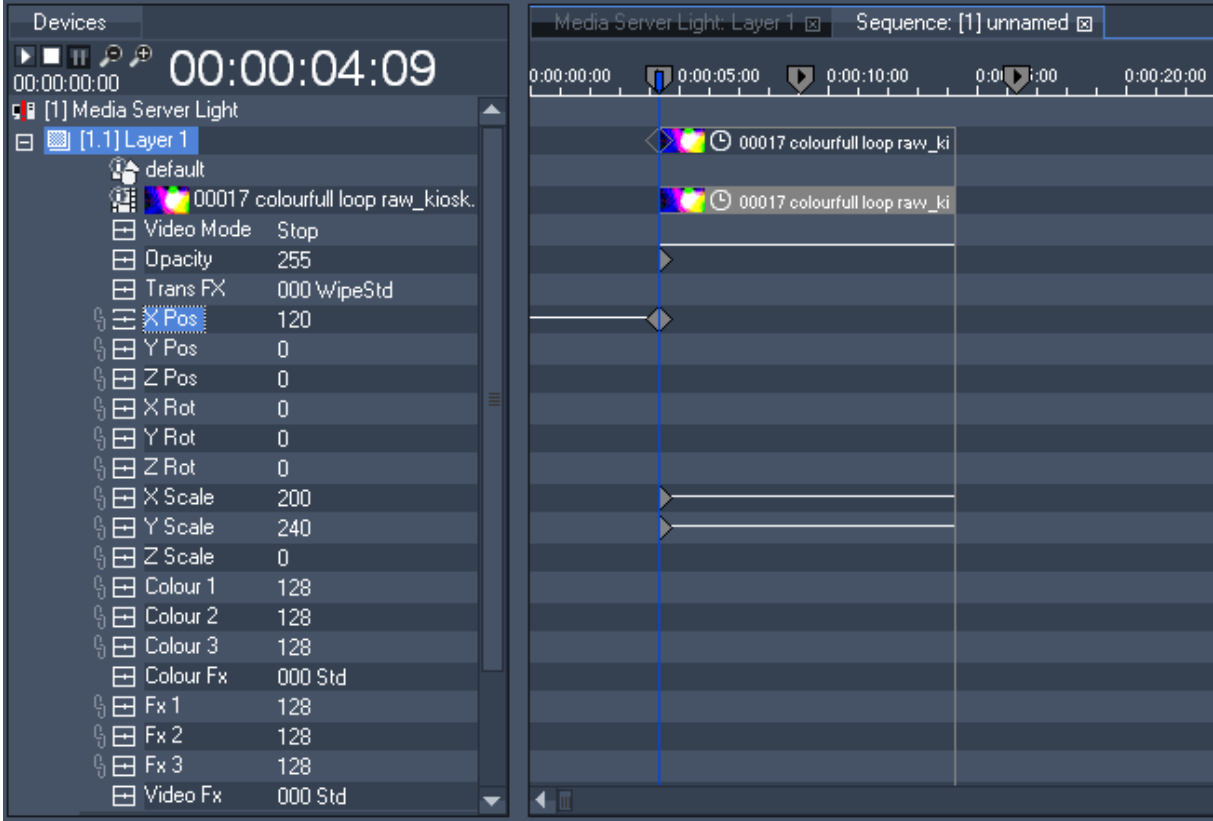 Devices
Media Server Light: Layer 1
Sequence: [1] unnamed
00:00:00:00
00:00:04:09
0:00:00:00
0:00:05:00
0:00:10:00
0:00:20:00
[1] Media Server Light
[1.1] Layer 1
00017 colourfull loop raw_ki
default
00017 colourfull loop raw_kiosk.
00017 colourfull loop raw_ki
Video Mode Stop
Opacity 255
Trans FX 000 WipeStd
X Pos 120
Y Pos 0
Z Pos 0
X Rot 0
Y Rot 0
Z Rot 0
X Scale 200
Y Scale 240
Z Scale 0
Colour 1 128
Colour 2 128
Colour 3 128
Colour Fx 000 Std
Fx 1 128
Fx 2 128
Fx 3 128
Video Fx 000 Std